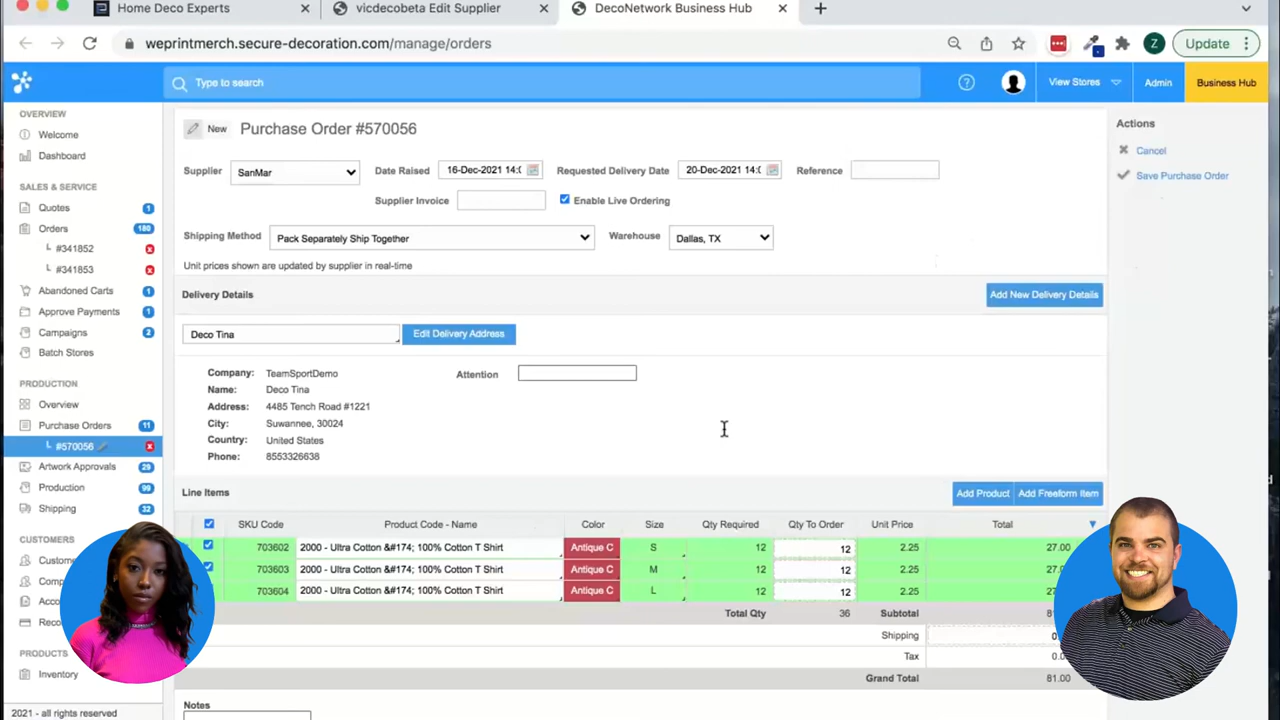 Home Deco Experts
vicdecobeta Edit Supplier
DecoNetwork Business Hub
weprintmerch.secure-decoration.com/manage/orders
Z
Update
Type to search
View Stores
Admin
Business Hub
OVERVIEW
Welcome
Dashboard
SALES & SERVICE
Quotes 1
Orders 180
#341852
#341853
Abandoned Carts 1
Approve Payments 1
Campaigns 2
Batch Stores
PRODUCTION
Overview
Purchase Orders 11
#570056
Artwork Approvals 29
Production 99
Shipping 32
CUSTOMERS
PRODUCTS
Inventory
2021 - all rights reserved
New Purchase Order #570056
Supplier SanMar Date Raised 16-Dec-2021 14:0 Requested Delivery Date 20-Dec-2021 14:0 Reference
Supplier Invoice Enable Live Ordering
Shipping Method Pack Separately Ship Together Warehouse Dallas, TX
Unit prices shown are updated by supplier in real-time
Delivery Details Add New Delivery Details
Deco Tina Edit Delivery Address
Company: TeamSportDemo Attention
Name: Deco Tina
Address: 4485 Tench Road #1221
City: Suwannee, 30024
Country: United States
Phone: 8553326638
Line Items Add Product Add Freeform Item
SKU Code Product Code - Name Color Size Qty Required Qty To Order Unit Price Total
703602 2000 - Ultra Cotton &#174; 100% Cotton T Shirt Antique C S 12 12 2.25 27.00
703603 2000 - Ultra Cotton &#174; 100% Cotton T Shirt Antique C M 12 12 2.25 27.00
703604 2000 - Ultra Cotton &#174; 100% Cotton T Shirt Antique C L 12 12 2.25
Total Qty 36 Subtotal
Shipping
Tax
Grand Total 81.00
Notes
Actions
Cancel
Save Purchase Order